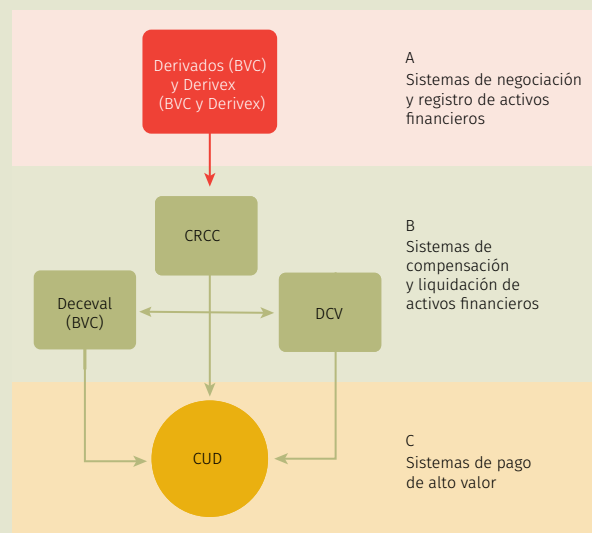 Derivados (BVC)
y Derivex
(BVC y Derivex)
A
Sistemas de negociación
y registro de activos
financieros
CRCC
Deceval
(BVC)
DCV
B
Sistemas de
compensación
y liquidación de
activos financieros
CUD
C
Sistemas de pago
de alto valor